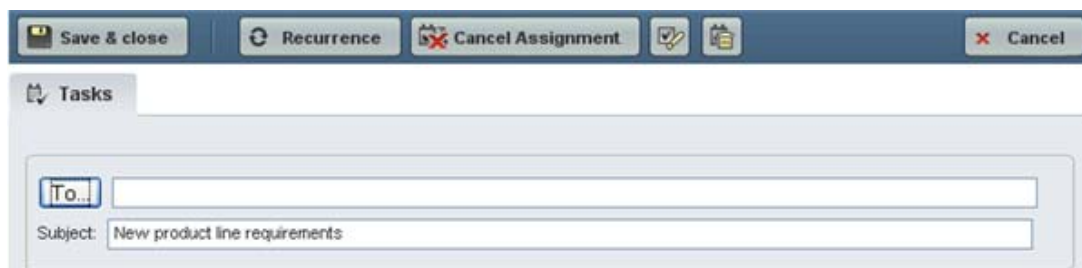 Save & close Recurrence Cancel Assignment Cancel
Tasks
To...
Subject: New product line requirements